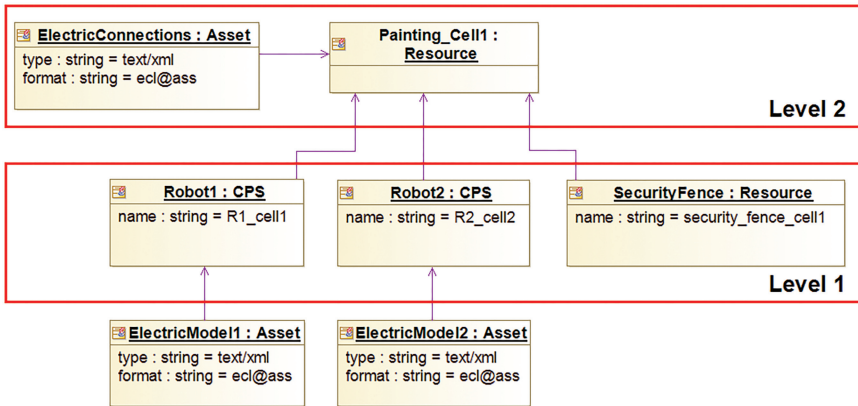 ElectricConnections : Asset
type : string = text/xml
format : string = ecl@ass
Painting_Cell1 :
Resource
Level 2
Robot1 : CPS
name : string = R1_cell1
Robot2 : CPS
name : string = R2_cell2
SecurityFence : Resource
name : string = security_fence_cell1
Level 1
ElectricModel1 : Asset
type : string = text/xml
format : string = ecl@ass
ElectricModel2 : Asset
type : string = text/xml
format : string = ecl@ass